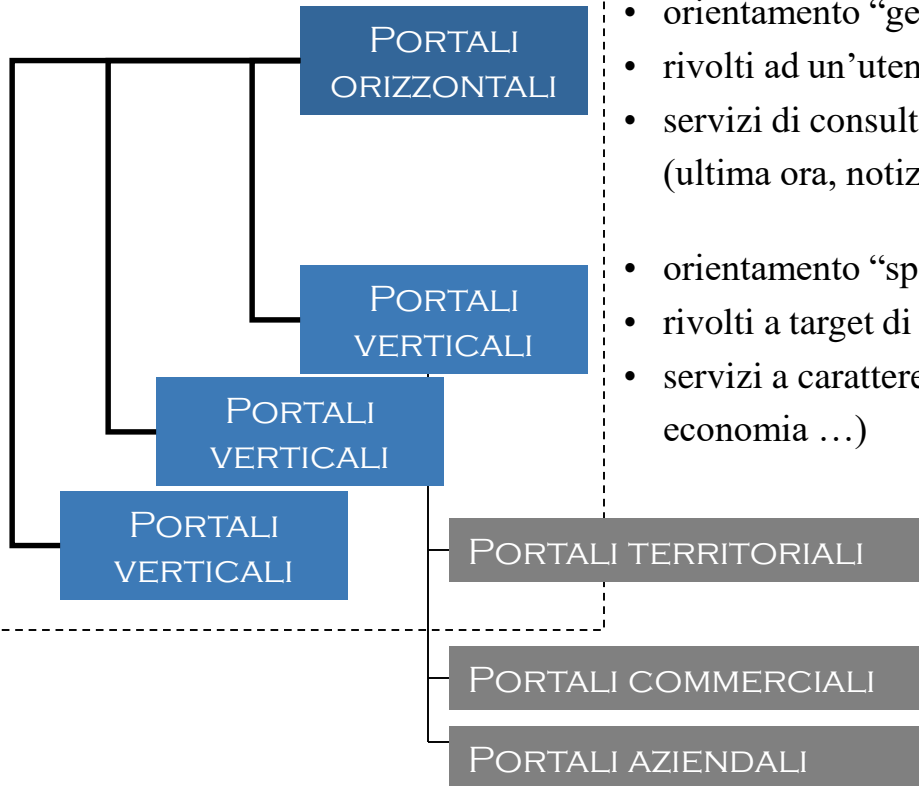 PORTALI
ORIZZONTALI
• orientamento “ge
• rivolti ad un’uten
• servizi di consult
(ultima ora, notiz
PORTALI
VERTICALI
• orientamento “sp
• rivolti a target di
• servizi a carattere
economia …)
PORTALI
VERTICALI
PORTALI
VERTICALI
PORTALI TERRITORIALI
PORTALI COMMERCIALI
PORTALI AZIENDALI